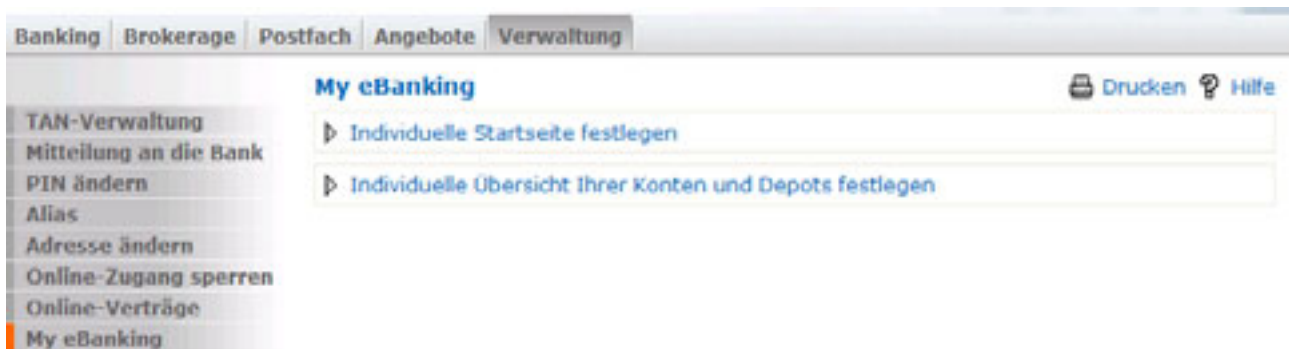 Banking Brokerage Postfach Angebote Verwaltung
My eBanking Drucken Hilfe
TAN-Verwaltung
Mitteilung an die Bank
PIN ändern
Alias
Adresse ändern
Online-Zugang sperren
Online-Verträge
My eBanking
Individuelle Startseite festlegen
Individuelle Übersicht Ihrer Konten und Depots festlegen